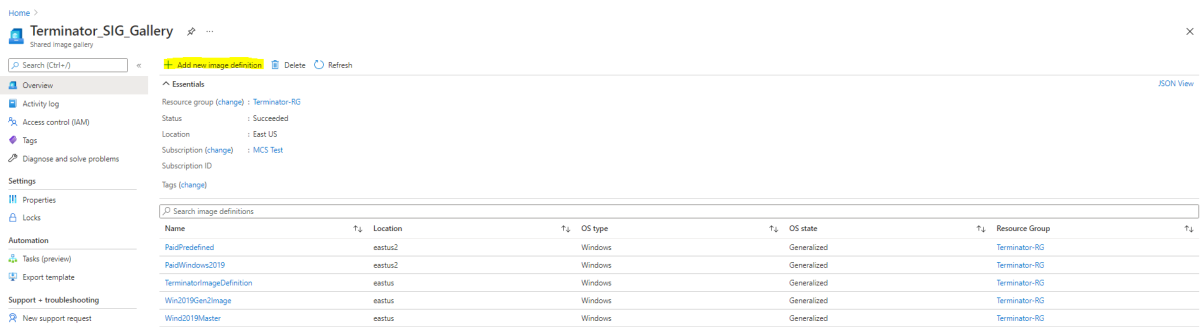 Home >
Terminator_SIG_Gallery ...
Shared image gallery
Search (Ctrl+/) «
Overview
Activity log
Access control (IAM)
Tags
Diagnose and solve problems
Settings
Properties
Locks
Automation
Tasks (preview)
Export template
Support + troubleshooting
New support request
+ Add new image definition Delete Refresh
Essentials JSON View
Resource group (change) : Terminator-RG
Status : Succeeded
Location : East US
Subscription (change) : MCS Test
Subscription ID
Tags (change)
Search image definitions
Name ↑↓ Location ↑↓ OS type ↑↓ OS state ↑↓ Resource Group ↑↓
PaidPredefined eastus2 Windows Generalized Terminator-RG
PaidWindows2019 eastus2 Windows Generalized Terminator-RG
TerminatorImageDefinition eastus Windows Generalized Terminator-RG
Win2019Gen2Image eastus Windows Generalized Terminator-RG
Wind2019Master eastus Windows Generalized Terminator-RG